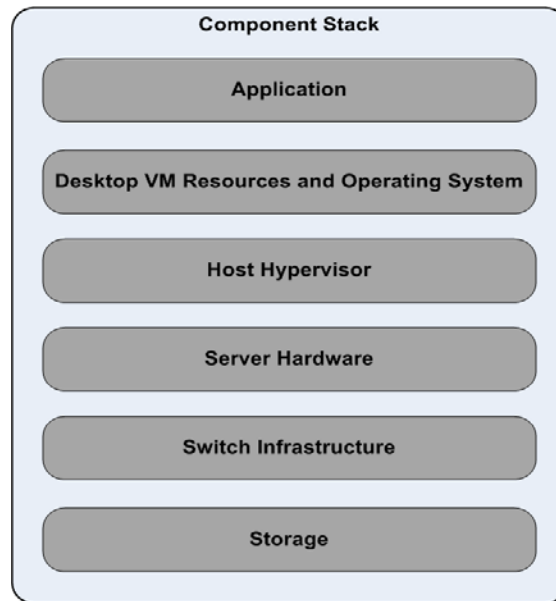 Component Stack
Application
Desktop VM Resources and Operating System
Host Hypervisor
Server Hardware
Switch Infrastructure
Storage